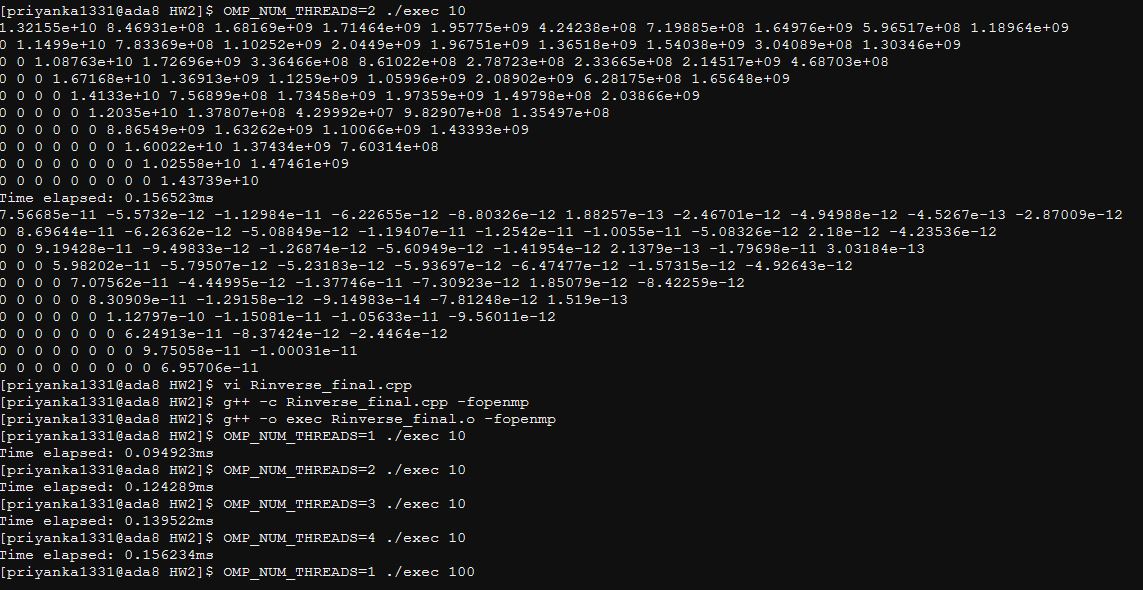 [priyanka1331@ada8 HW2]$ OMP_NUM_THREADS=2 ./exec 10
1.32155e+10 8.46931e+08 1.68169e+09 1.71464e+09 1.95775e+09 4.24238e+08 7.19885e+08 1.64976e+09 5.96517e+08 1.18964e+09
0 1.1499e+10 7.83369e+08 1.10252e+09 2.0449e+09 1.96751e+09 1.36518e+09 1.54038e+09 3.04089e+08 1.30346e+09
0 0 1.08763e+10 1.72696e+09 3.36466e+08 8.61022e+08 2.78723e+08 2.33665e+08 2.14517e+09 4.68703e+08
0 0 0 1.67168e+10 1.36913e+09 1.1259e+09 1.05996e+09 2.08902e+09 6.28175e+08 1.65648e+09
0 0 0 0 1.4133e+10 7.56899e+08 1.73458e+09 1.97359e+09 1.49798e+08 2.03866e+09
0 0 0 0 0 1.2035e+10 1.37807e+08 4.29992e+07 9.82907e+08 1.35497e+08
0 0 0 0 0 0 8.86549e+09 1.63262e+09 1.10066e+09 1.43393e+09
0 0 0 0 0 0 0 1.60022e+10 1.37434e+09 7.60314e+08
0 0 0 0 0 0 0 0 1.02558e+10 1.47461e+09
0 0 0 0 0 0 0 0 0 1.43739e+10
Time elapsed: 0.156523ms
7.56685e-11 -5.5732e-12 -1.12984e-11 -6.22655e-12 -8.80326e-12 1.88257e-13 -2.46701e-12 -4.94988e-12 -4.5267e-13 -2.87009e-12
0 8.69644e-11 -6.26362e-12 -5.08849e-12 -1.19407e-11 -1.2542e-11 -1.0055e-11 -5.08326e-12 2.18e-12 -4.23536e-12
0 0 9.19428e-11 -9.49833e-12 -1.26874e-12 -5.60949e-12 -1.41954e-12 2.1379e-13 -1.79698e-11 3.03184e-13
0 0 0 5.98202e-11 -5.79507e-12 -5.23183e-12 -5.93697e-12 -6.47477e-12 -1.57315e-12 -4.92643e-12
0 0 0 0 7.07562e-11 -4.44995e-12 -1.37746e-11 -7.30923e-12 1.85079e-12 -8.42259e-12
0 0 0 0 0 8.30909e-11 -1.29158e-12 -9.14983e-14 -7.81248e-12 1.519e-13
0 0 0 0 0 0 1.12797e-10 -1.15081e-11 -1.05633e-11 -9.56011e-12
0 0 0 0 0 0 0 6.24913e-11 -8.37424e-12 -2.4464e-12
0 0 0 0 0 0 0 0 9.75058e-11 -1.00031e-11
0 0 0 0 0 0 0 0 0 6.95706e-11
[priyanka1331@ada8 HW2]$ vi Rinverse_final.cpp
[priyanka1331@ada8 HW2]$ g++ -c Rinverse_final.cpp -fopenmp
[priyanka1331@ada8 HW2]$ g++ -o exec Rinverse_final.o -fopenmp
[priyanka1331@ada8 HW2]$ OMP_NUM_THREADS=1 ./exec 10
Time elapsed: 0.094923ms
[priyanka1331@ada8 HW2]$ OMP_NUM_THREADS=2 ./exec 10
Time elapsed: 0.124289ms
[priyanka1331@ada8 HW2]$ OMP_NUM_THREADS=3 ./exec 10
Time elapsed: 0.139522ms
[priyanka1331@ada8 HW2]$ OMP_NUM_THREADS=4 ./exec 10
Time elapsed: 0.156234ms
[priyanka1331@ada8 HW2]$ OMP_NUM_THREADS=1 ./exec 100